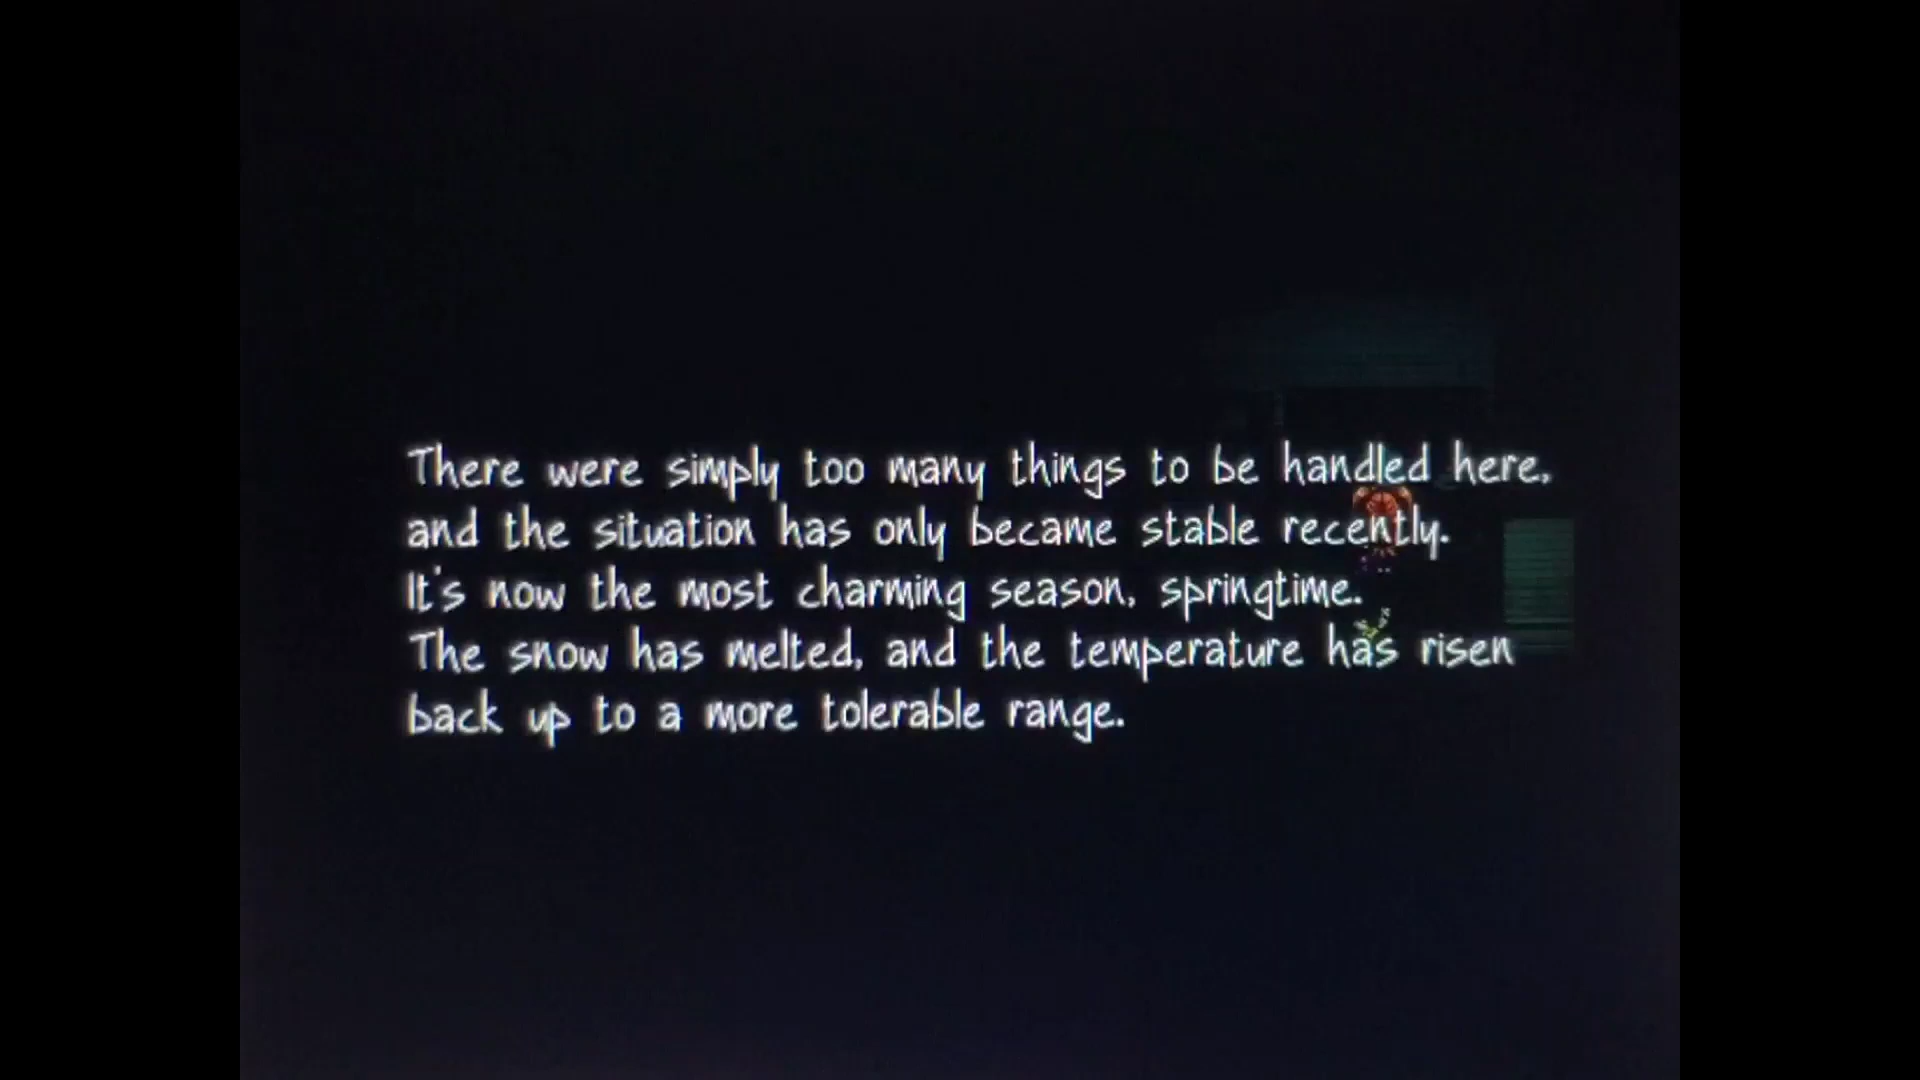 There were simply too many things to be handled here,
and the situation has only became stable recently.
It's now the most charming season, springtime.
The snow has melted, and the temperature has risen
back up to a more tolerable range.